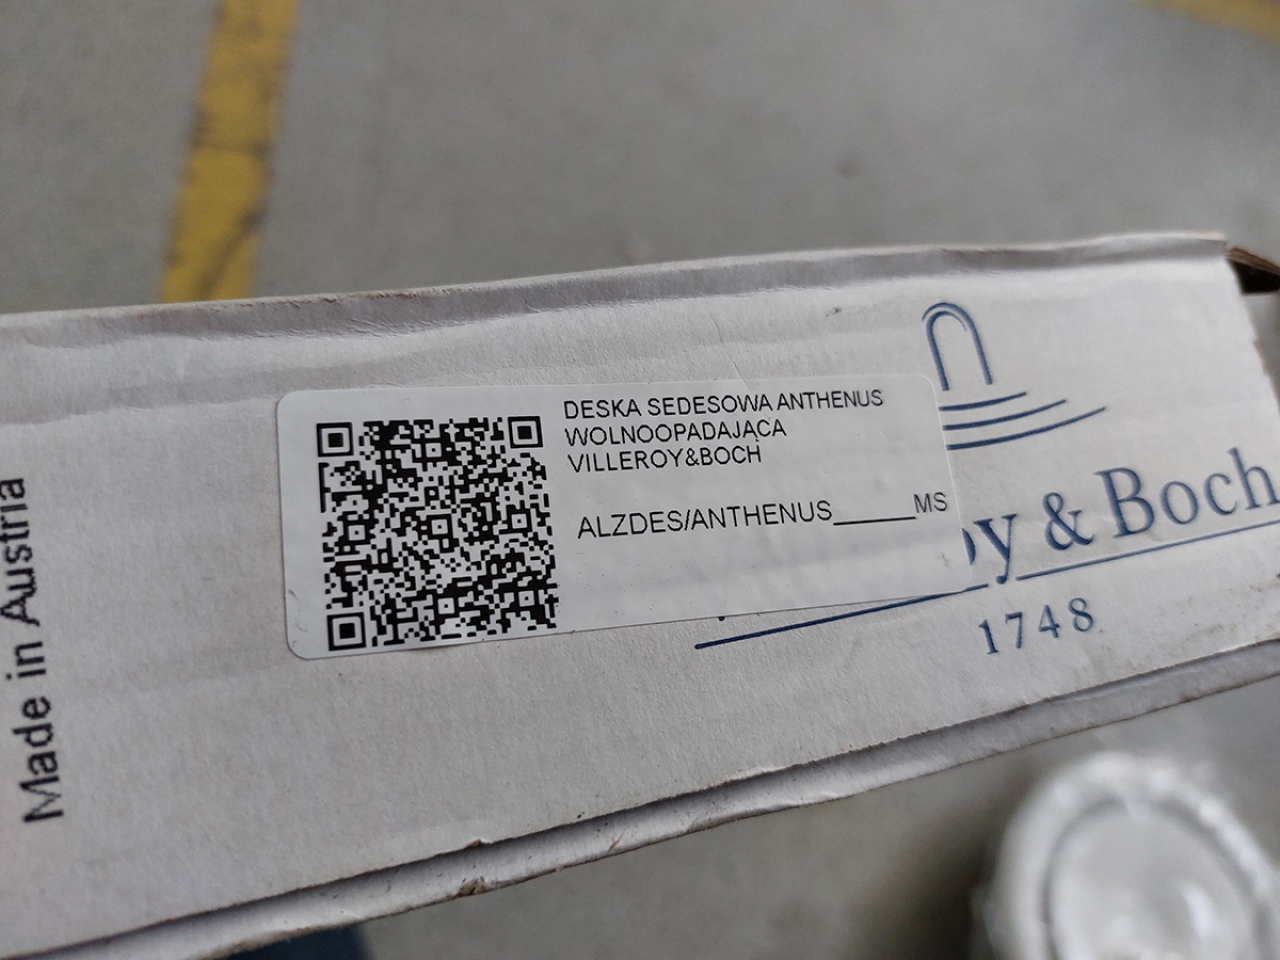 DESKA SEDESOWA ANTHENUS
WOLNOOPADAJĄCA
VILLEROY&BOCH
ALZDES/ANTHENUS______MS
& Boch
1748
Made in Austria